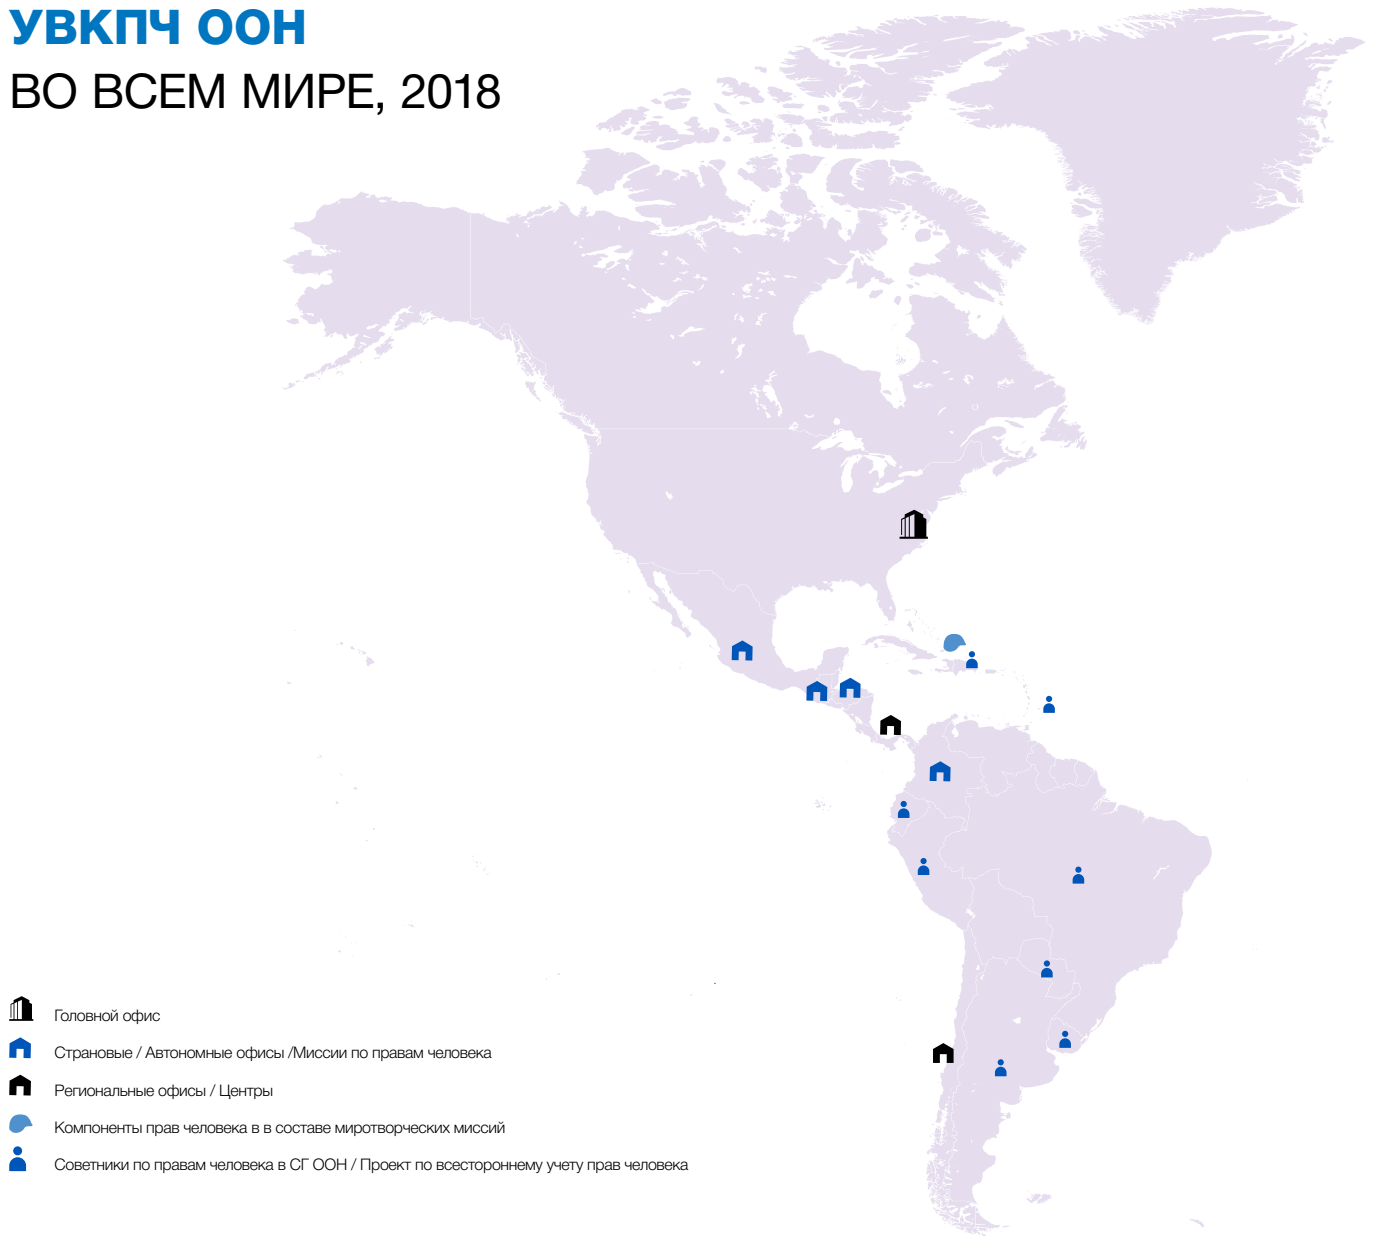 УВКПЧ ООН
ВО ВСЕМ МИРЕ, 2018
Головной офис
Страновые / Автономные офисы /Миссии по правам человека
Региональные офисы / Центры
Компоненты прав человека в в составе миротворческих миссий
Советники по правам человека в СГ ООН / Проект по всестороннему учету прав человека